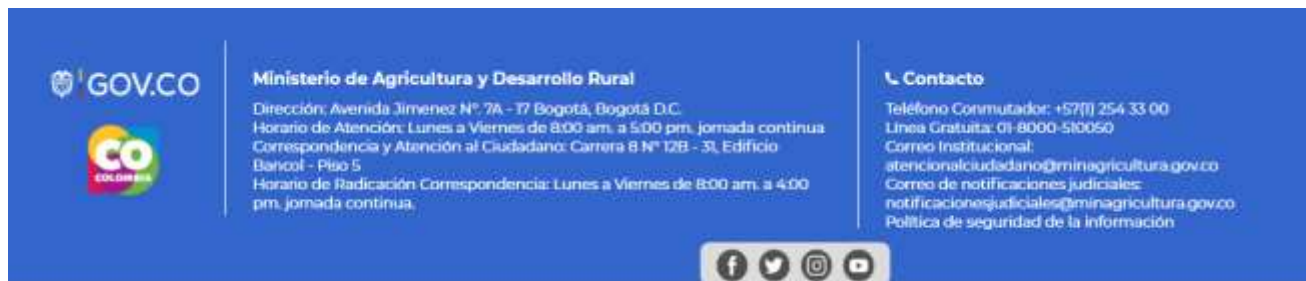 GOV.CO
CO
COLOMBIA
Ministerio de Agricultura y Desarrollo Rural
Dirección: Avenida Jimenez N°. 7A - 17 Bogotá, Bogotá D.C.
Horario de Atención: Lunes a Viernes de 8:00 am. a 5:00 pm. jornada continua
Correspondencia y Atención al Ciudadano: Carrera 8 N° 12B - 31, Edificio
Bancol - Piso 5
Horario de Radicación Correspondencia: Lunes a Viernes de 8:00 am. a 4:00
pm. jornada continua.
Contacto
Teléfono Conmutador: +57(1) 254 33 00
Linea Gratuita: 01-8000-510050
Correo Institucional:
atencionalciudadano@minagricultura.gov.co
Correo de notificaciones judiciales:
notificacionesjudiciales@minagricultura.gov.co
Política de seguridad de la información